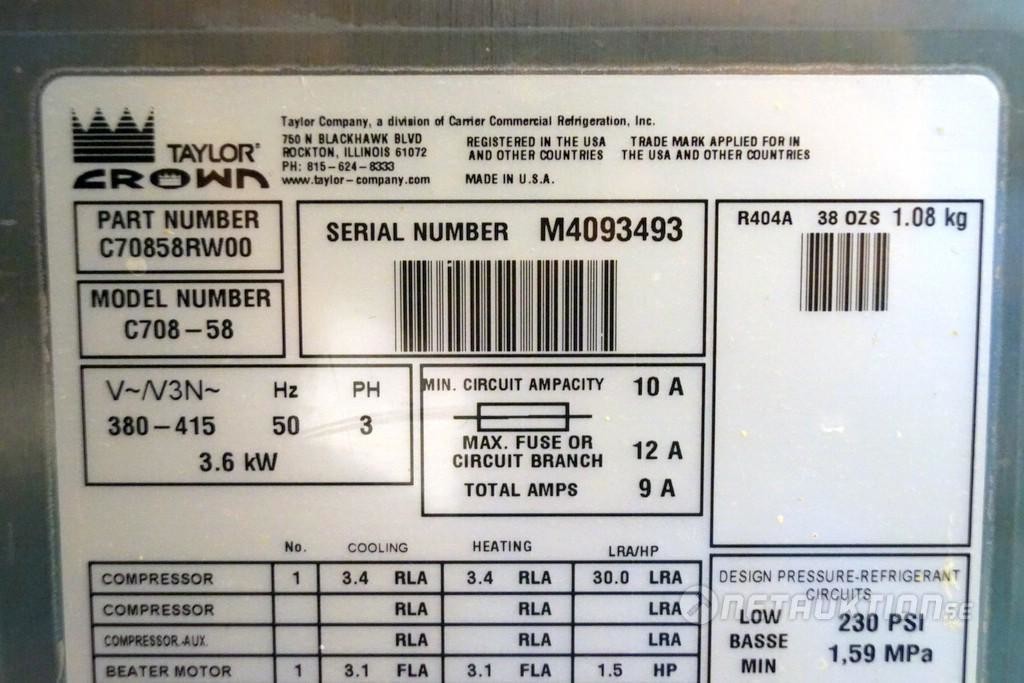 TAYLOR®
CROWN
Taylor Company, a division of Carrier Commercial Refrigeration, Inc.
750 N BLACKHAWK BLVD
ROCKTON, ILLINOIS 61072
PH: 815-624-8333
www.taylor-company.com
REGISTERED IN THE USA
AND OTHER COUNTRIES
TRADE MARK APPLIED FOR IN
THE USA AND OTHER COUNTRIES
MADE IN U.S.A.
PART NUMBER
C70858RW00
MODEL NUMBER
C708-58
SERIAL NUMBER M4093493
R404A 38 OZS 1.08 kg
V~/V3N~ Hz PH
380-415 50 3
3.6 kW
MIN. CIRCUIT AMPACITY 10 A
MAX. FUSE OR
CIRCUIT BRANCH 12 A
TOTAL AMPS 9 A
No. COOLING HEATING LRA/HP
COMPRESSOR 1 3.4 RLA 3.4 RLA 30.0 LRA
COMPRESSOR RLA RLA LRA
COMPRESSOR-AUX. RLA RLA LRA
BEATER MOTOR 1 3.1 FLA 3.1 FLA 1.5 HP
DESIGN PRESSURE-REFRIGERANT
CIRCUITS
LOW
BASSE
MIN
230 PSI
1,59 MPa
NETAUKTION.SE